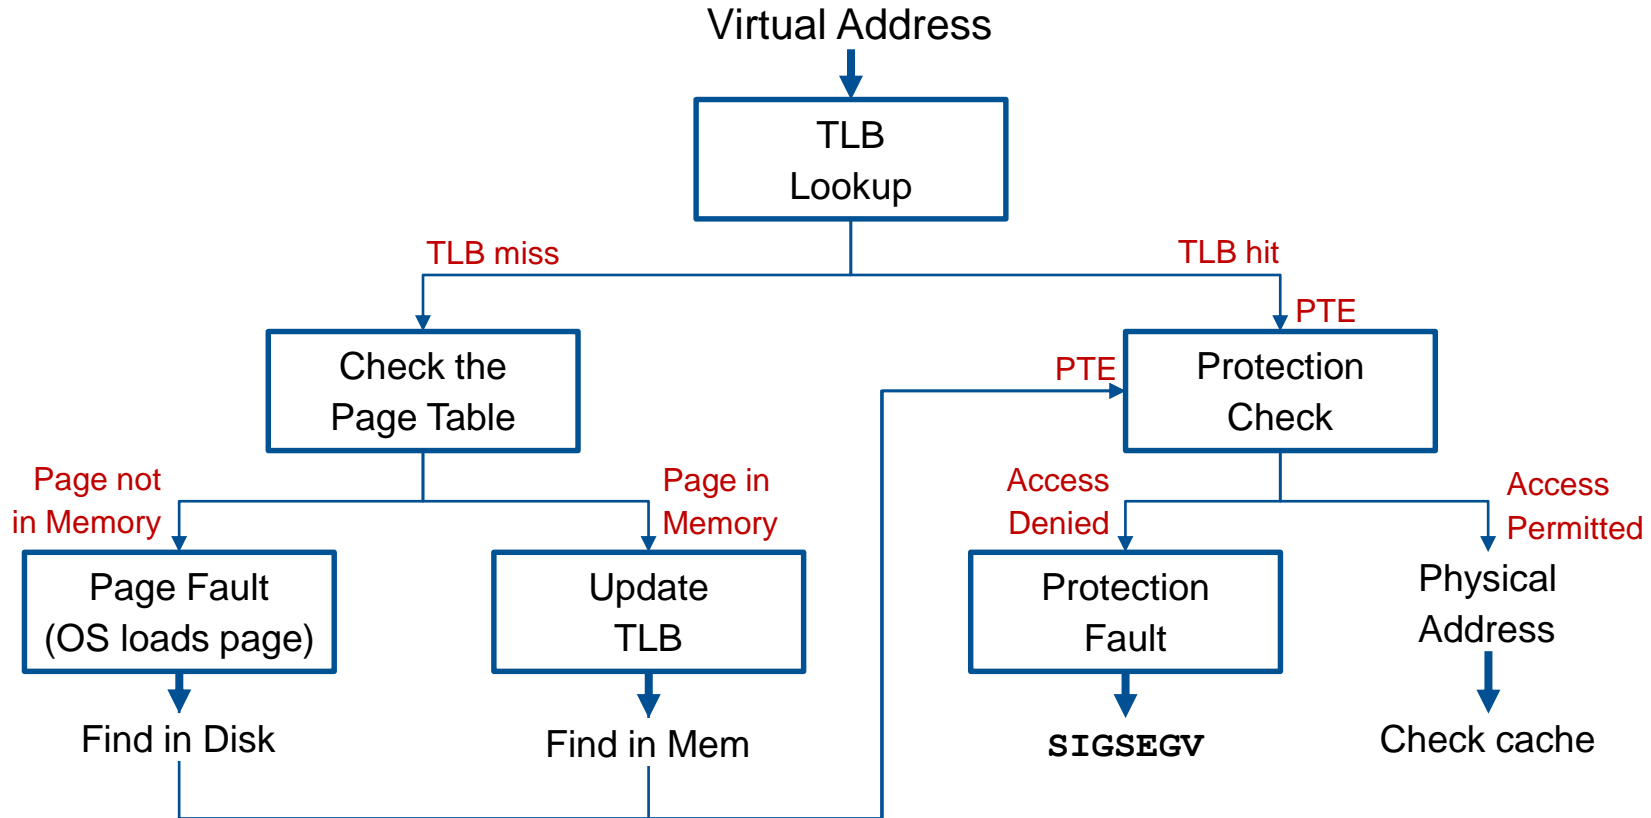 Virtual Address
TLB
Lookup
TLB miss
TLB hit
PTE
Check the
Page Table
PTE
Protection
Check
Page not
in Memory
Page in
Memory
Access
Denied
Access
Permitted
Page Fault
(OS loads page)
Update
TLB
Protection
Fault
Physical
Address
Find in Disk
Find in Mem
SIGSEGV
Check cache